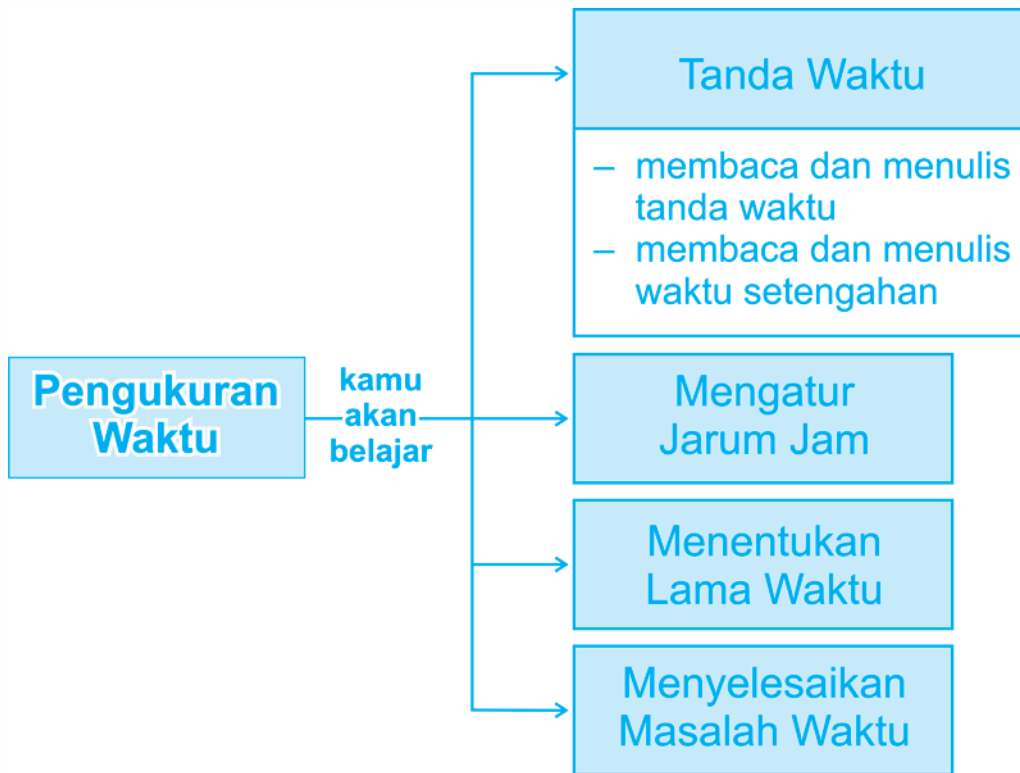 Pengukuran
Waktu
kamu
akan
belajar
Tanda Waktu
– membaca dan menulis
tanda waktu
– membaca dan menulis
waktu setengahan
Mengatur
Jarum Jam
Menentukan
Lama Waktu
Menyelesaikan
Masalah Waktu